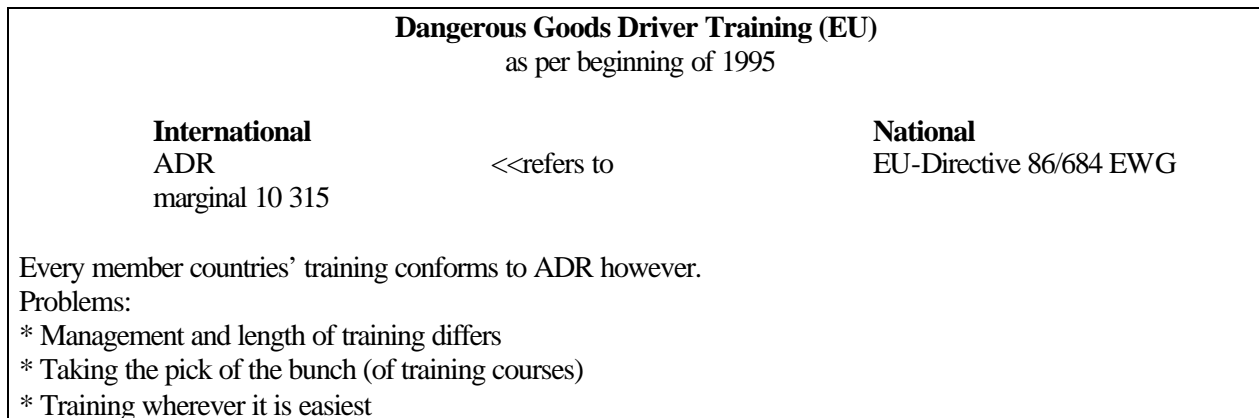 Dangerous Goods Driver Training (EU)
as per beginning of 1995
International National
ADR <<refers to EU-Directive 86/684 EWG
marginal 10 315
Every member countries’ training conforms to ADR however.
Problems:
* Management and length of training differs
* Taking the pick of the bunch (of training courses)
* Training wherever it is easiest